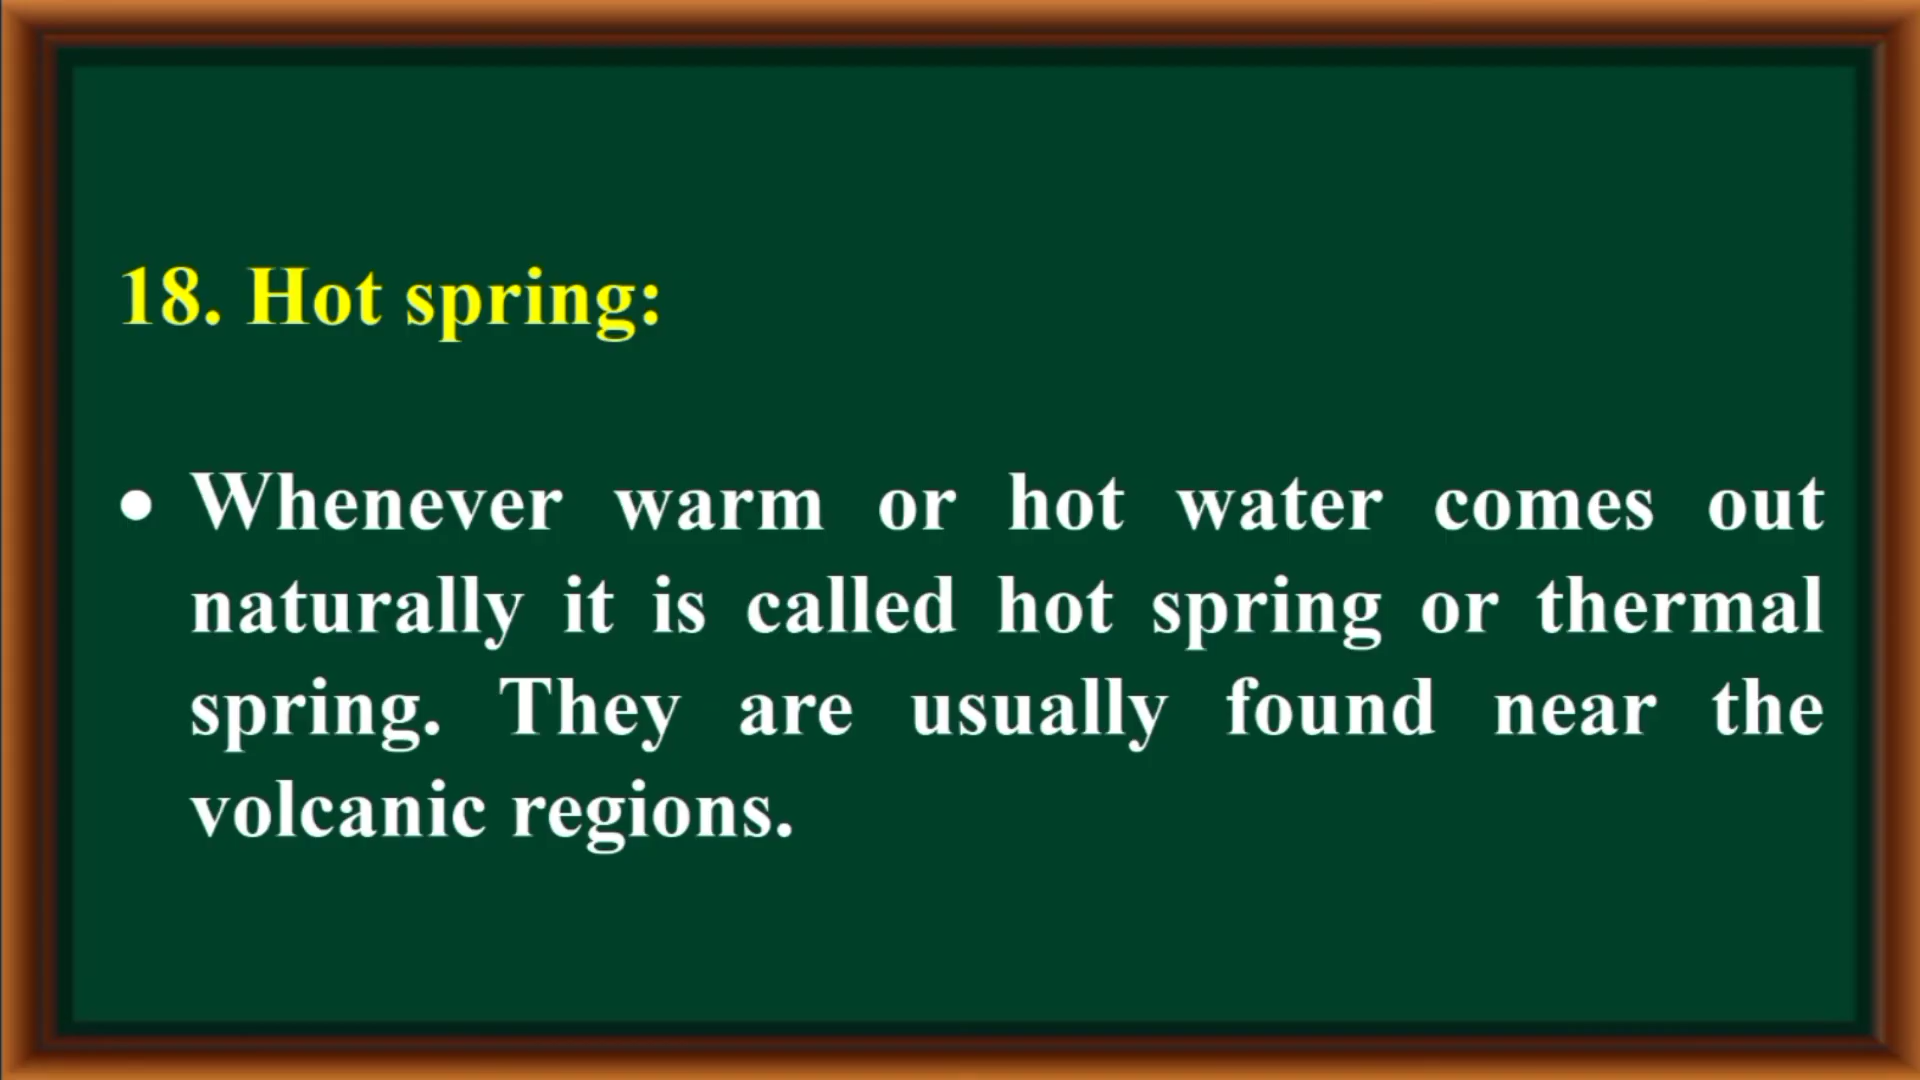 18. Hot spring:
• Whenever warm or hot water comes out
naturally it is called hot spring or thermal
spring. They are usually found near the
volcanic regions.